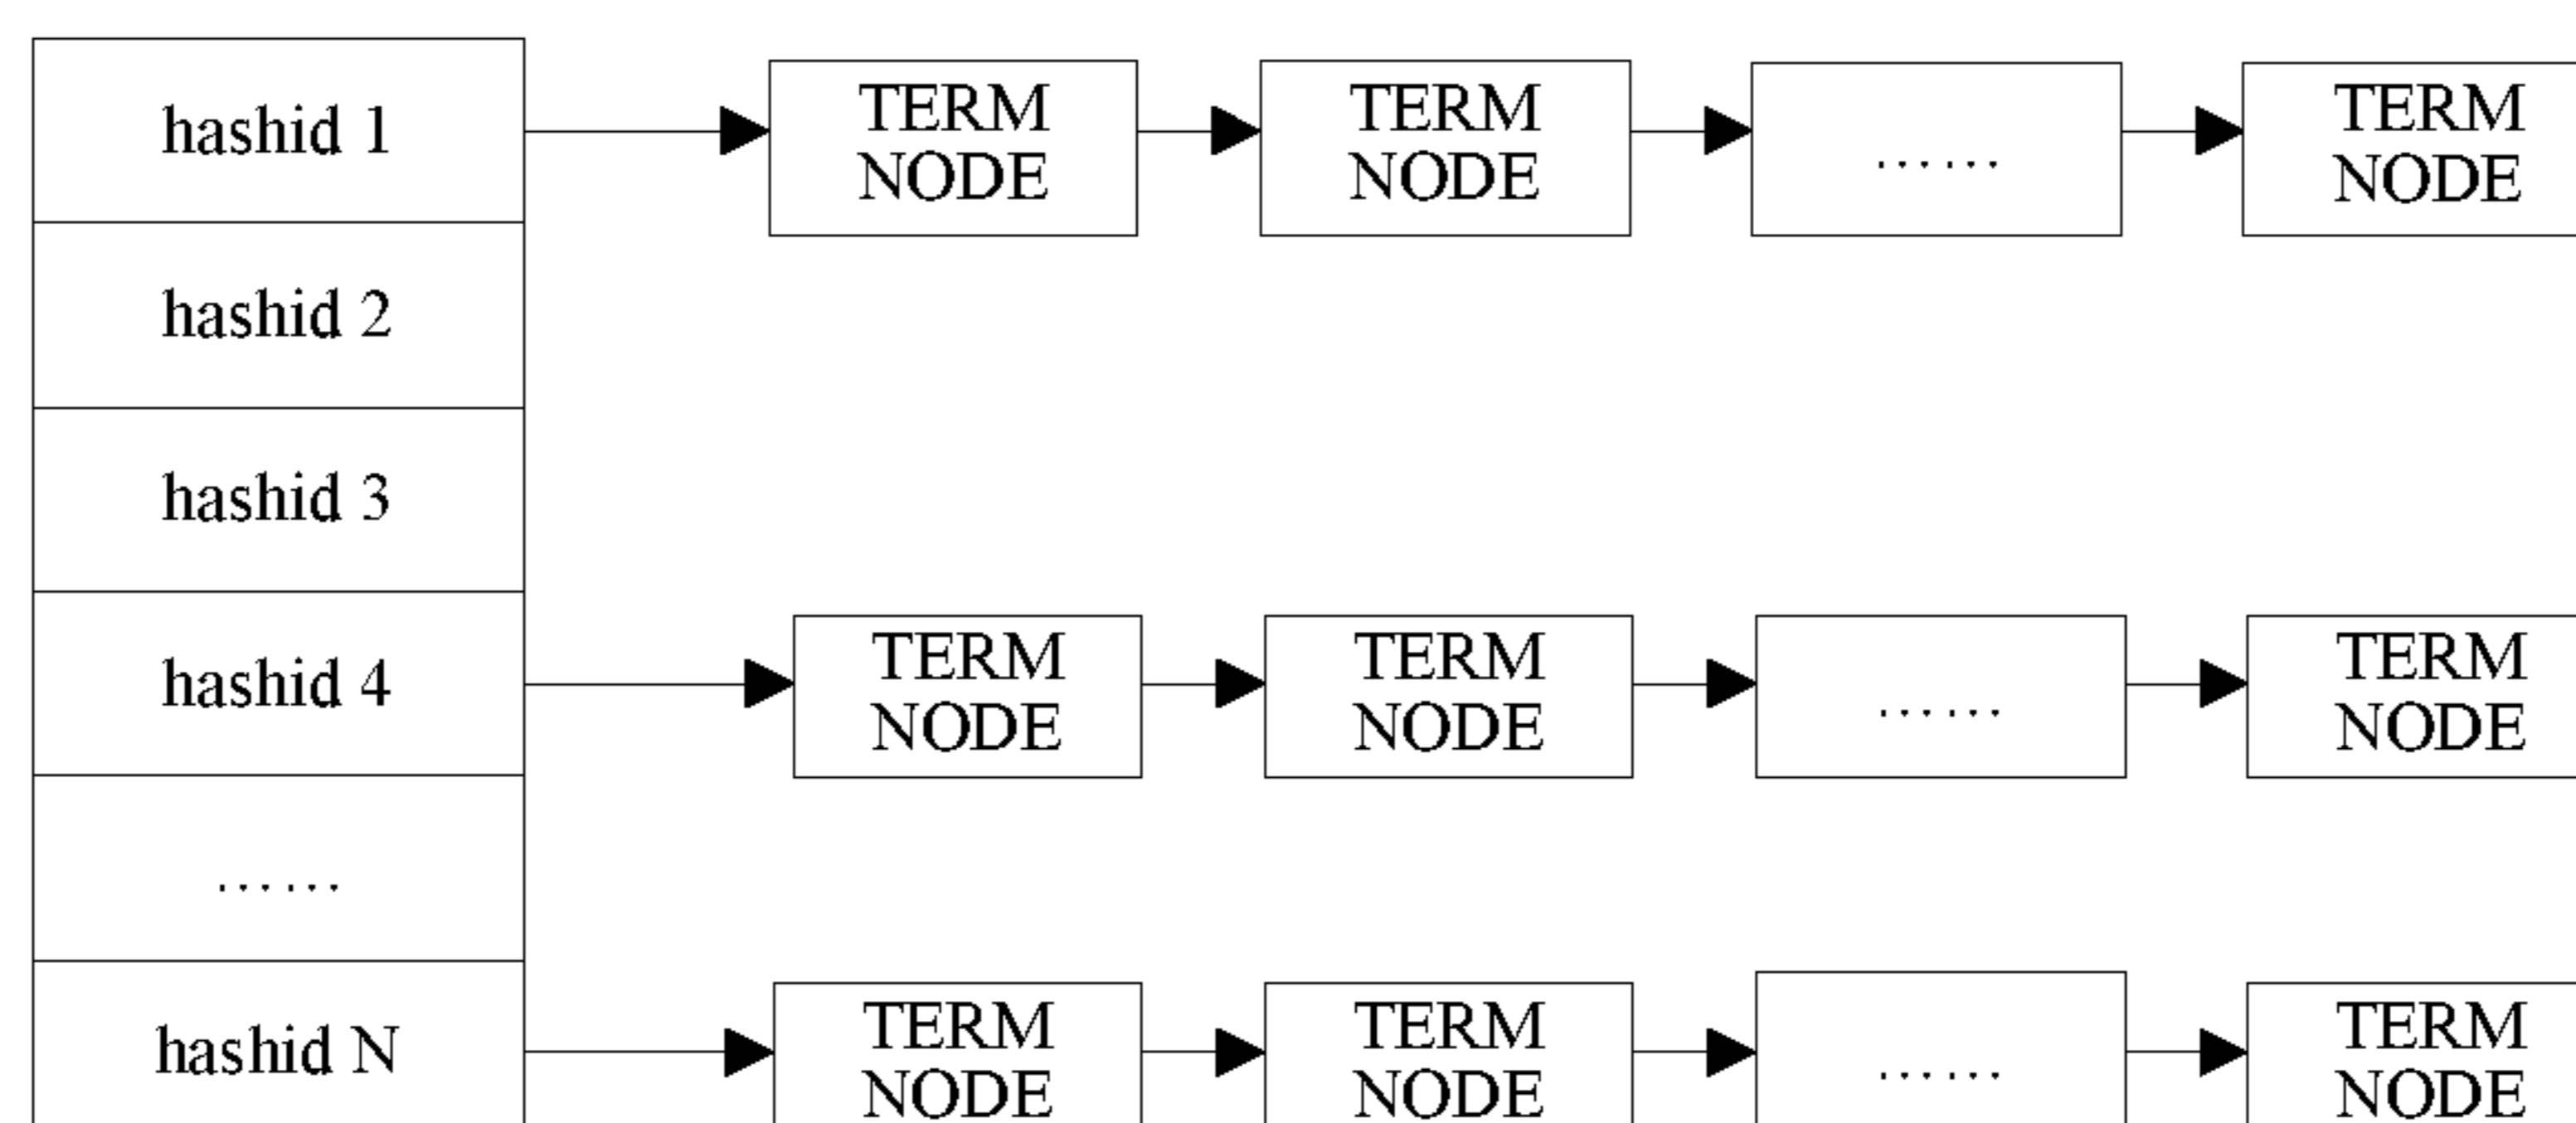 hashid 1
TERM
NODE
TERM
NODE
……
TERM
NODE
hashid 2
hashid 3
hashid 4
TERM
NODE
TERM
NODE
……
TERM
NODE
……
hashid N
TERM
NODE
TERM
NODE
……
TERM
NODE